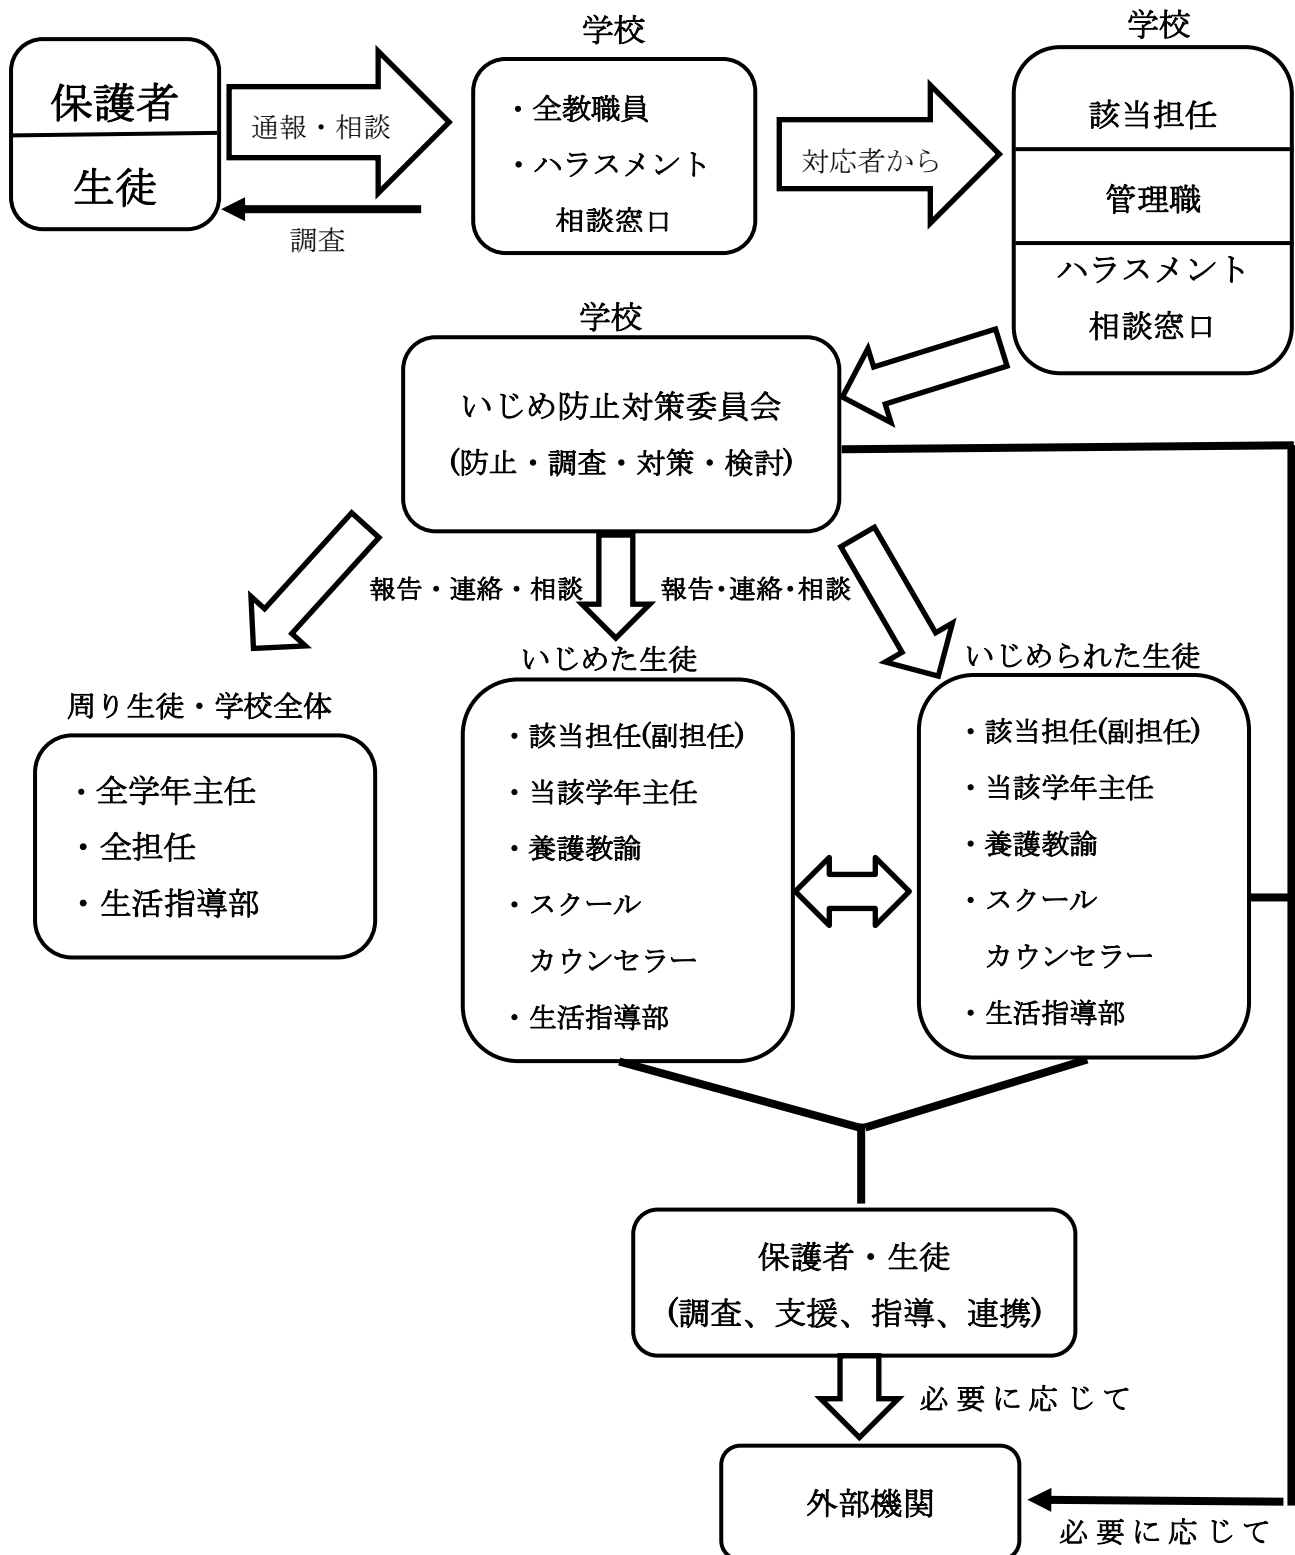 学校
学校
保護者
生徒
通報・相談
調査
・全教職員
・ハラスメント
相談窓口
対応者から
該当担任
管理職
ハラスメント
相談窓口
学校
いじめ防止対策委員会
(防止・調査・対策・検討)
報告・連絡・相談
報告・連絡・相談
周り生徒・学校全体
・全学年主任
・全担任
・生活指導部
いじめた生徒
・該当担任(副担任)
・当該学年主任
・養護教諭
・スクール
カウンセラー
・生活指導部
いじめられた生徒
・該当担任(副担任)
・当該学年主任
・養護教諭
・スクール
カウンセラー
・生活指導部
保護者・生徒
(調査、支援、指導、連携)
必要に応じて
外部機関
必要に応じて